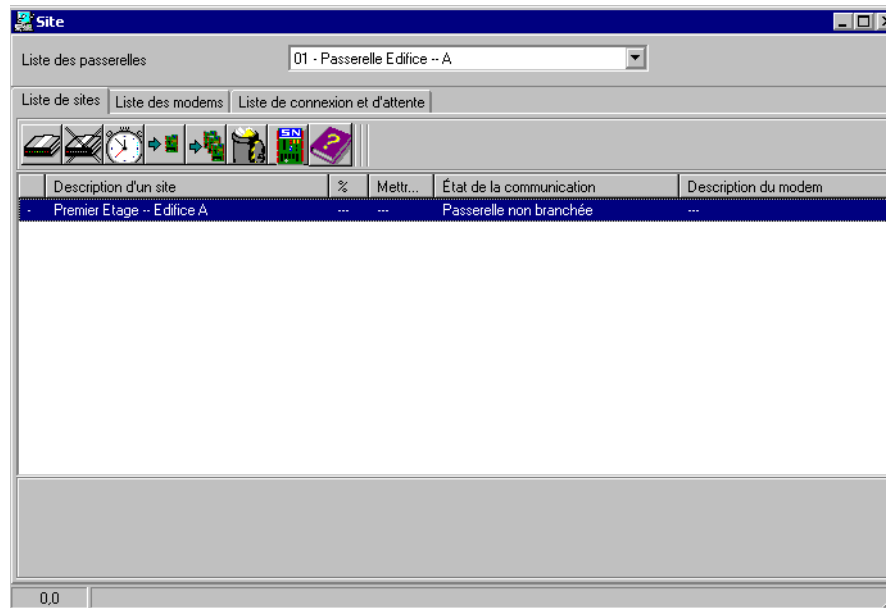 Site
Liste des passerelles 01 - Passerelle Edifice -- A
Liste de sites Liste des modems Liste de connexion et d'attente
SN
Description d'un site % Mettr... État de la communication Description du modem
- Premier Etage -- Edifice A --- --- Passerelle non branchée ---
0,0